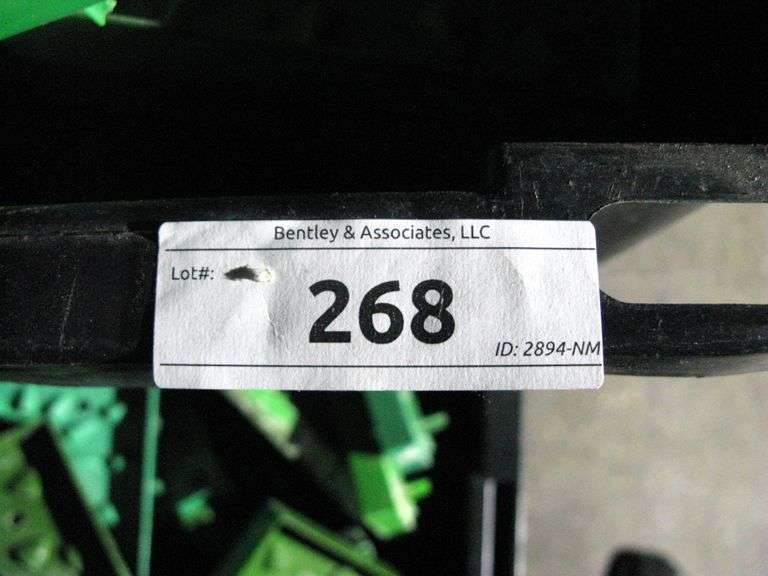 Bentley & Associates, LLC
Lot#:
268
ID: 2894-NM